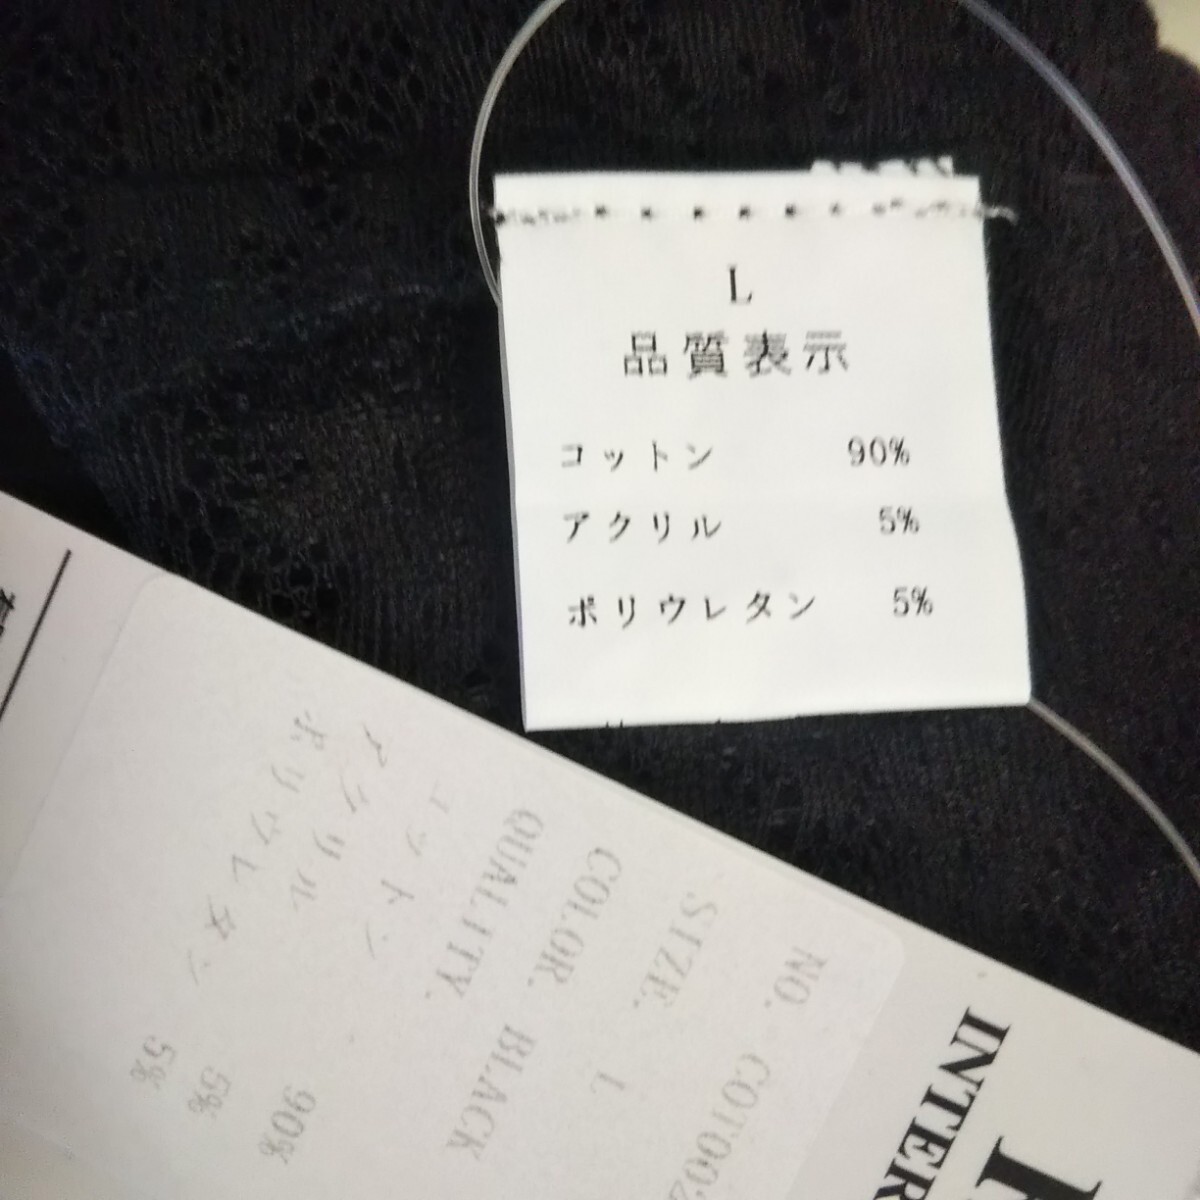 L
品質表示
コットン 90%
アクリル 5%
ポリウレタン 5%
INTER
NO. COT002
SIZE. L
COLOR. BLACK
QUALITY.
コットン 90%
アクリル 5%
ポリウレタン 5%